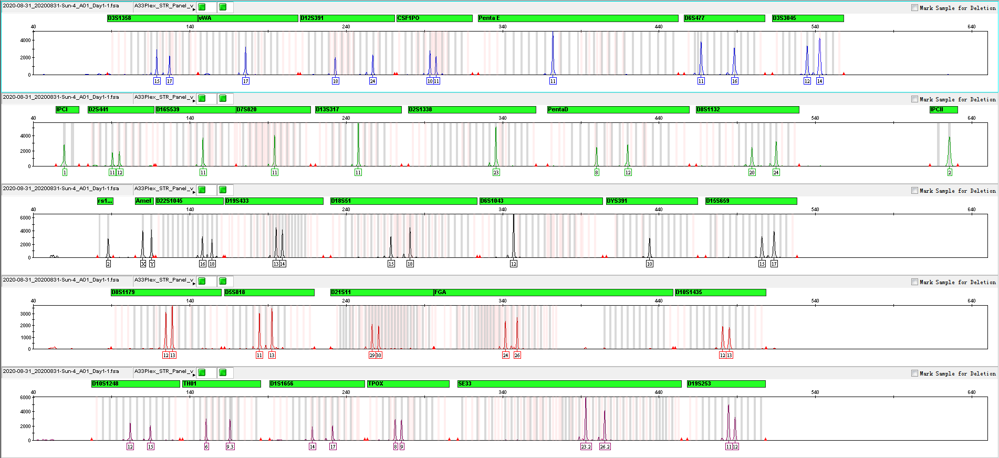 2020-08-31_20200831-Sun-4_A01_Day1-1.fsa A33Plex_STR_Panel_v Mark Sample for Deletion
D3S1358 vWA D12S391 CSF1PO Penta E D6S477 D3S3045
40 140 240 340 440 540 640
4000
2000
0
15 17 17 18 24 10 11 11 11 16 12 14
2020-08-31_20200831-Sun-4_A01_Day1-1.fsa A33Plex_STR_Panel_v Mark Sample for Deletion
IPCI D2S441 D16S539 D7S820 D13S317 D2S1338 PentaD D8S1132 IPCII
40 140 240 340 440 540 640
4000
2000
0
1 11 12 11 11 11 23 8 12 20 24 2
2020-08-31_20200831-Sun-4_A01_Day1-1.fsa A33Plex_STR_Panel_v Mark Sample for Deletion
rs1... Amel D22S1045 D19S433 D18S51 D6S1043 DYS391 D15S659
40 140 240 340 440 540 640
6000
4000
2000
0
2 X Y 16 18 13 14 15 18 12 10 15 17
2020-08-31_20200831-Sun-4_A01_Day1-1.fsa A33Plex_STR_Panel_v Mark Sample for Deletion
D8S1179 D5S818 D21S11 FGA D10S1435
40 140 240 340 440 540 640
3000
2000
1000
0
12 13 11 13 29 30 24 26 12 13
2020-08-31_20200831-Sun-4_A01_Day1-1.fsa A33Plex_STR_Panel_v Mark Sample for Deletion
D10S1248 TH01 D1S1656 TPOX SE33 D19S253
40 140 240 340 440 540 640
6000
4000
2000
0
12 15 6 9.3 14 17 8 9 23.2 26.2 11 12